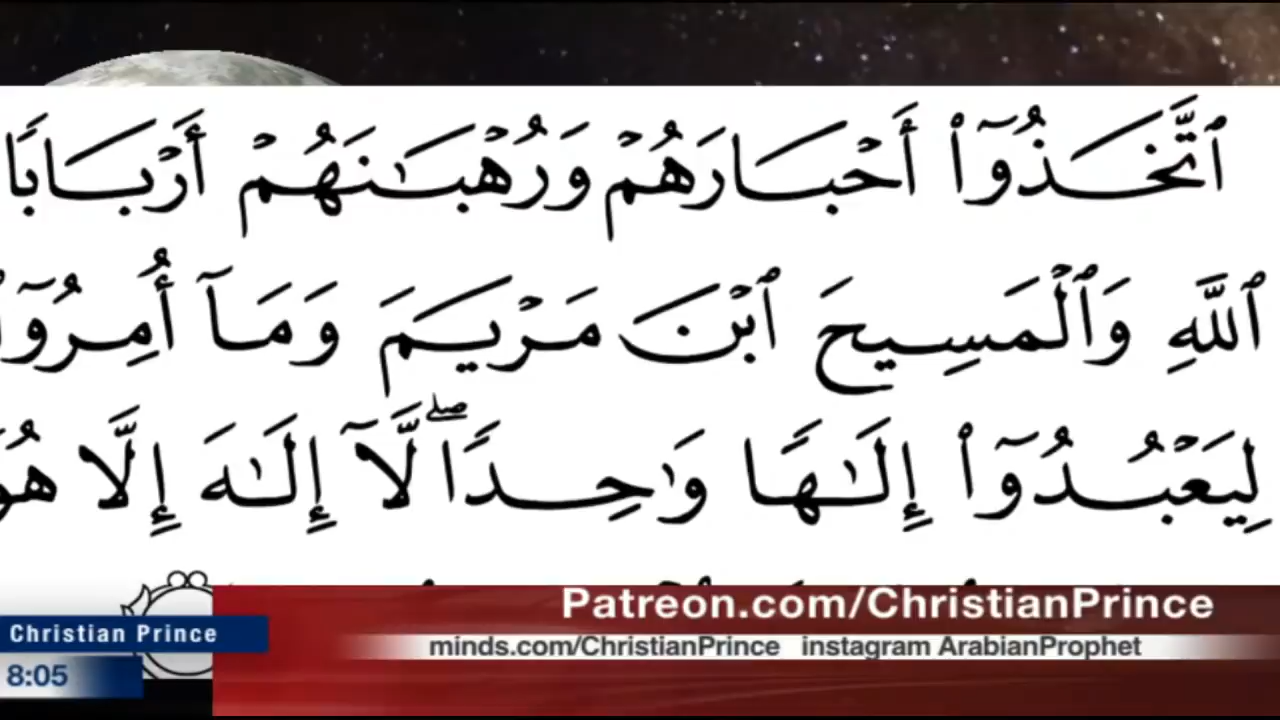 ٱتَّخَذُوٓا۟ أَحْبَارَهُمْ وَرُهْبَـٰنَهُمْ أَرْبَابًا
ٱللَّهِ وَٱلْمَسِيحَ ٱبْنَ مَرْيَمَ وَمَآ أُمِرُوٓا۟
لِيَعْبُدُوٓا۟ إِلَـٰهًا وَٰحِدًا ۖ لَّآ إِلَـٰهَ إِلَّا هُوَ
Patreon.com/ChristianPrince
Christian Prince
minds.com/ChristianPrince instagram ArabianProphet
8:05